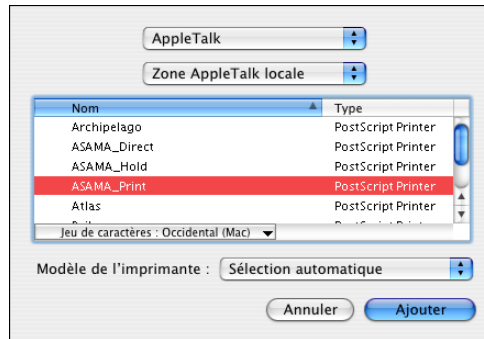 AppleTalk
Zone AppleTalk locale
Nom Type
Archipelago PostScript Printer
ASAMA_Direct PostScript Printer
ASAMA_Hold PostScript Printer
ASAMA_Print PostScript Printer
Atlas PostScript Printer
Jeu de caractères : Occidental (Mac)
Modèle de l'imprimante : Sélection automatique
Annuler Ajouter